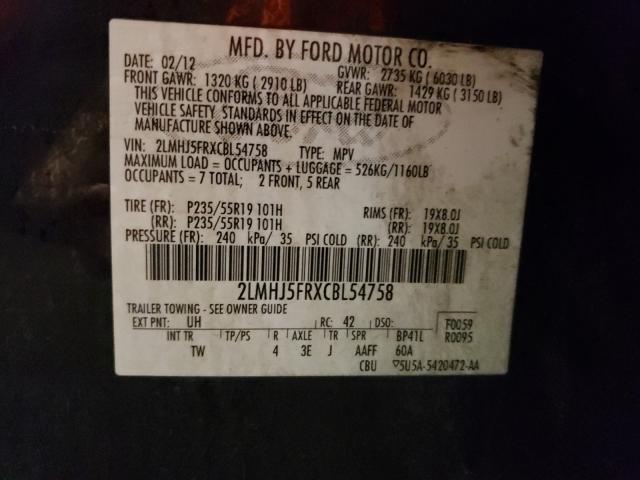 MFD. BY FORD MOTOR CO.
DATE: 02/12 GVWR: 2735 KG ( 6030 LB)
FRONT GAWR: 1320 KG ( 2910 LB) REAR GAWR: 1429 KG ( 3150 LB)
THIS VEHICLE CONFORMS TO ALL APPLICABLE FEDERAL MOTOR
VEHICLE SAFETY STANDARDS IN EFFECT ON THE DATE OF
MANUFACTURE SHOWN ABOVE.
VIN: 2LMHJ5FRXCBL54758 TYPE: MPV
MAXIMUM LOAD = OCCUPANTS + LUGGAGE = 526KG/1160LB
OCCUPANTS = 7 TOTAL; 2 FRONT, 5 REAR
TIRE (FR): P235/55R19 101H RIMS (FR): 19X8.0J
(RR): P235/55R19 101H (RR): 19X8.0J
PRESSURE (FR): 240 kPa/ 35 PSI COLD (RR): 240 kPa/ 35 PSI COLD
2LMHJ5FRXCBL54758
TRAILER TOWING - SEE OWNER GUIDE
EXT PNT: UH RC: 42 DSO: F0059
INT TR TP/PS R AXLE TR SPR BP41L R0095
TW 4 3E J AAFF 60A
CBU ▽5U5A-5420472-AA